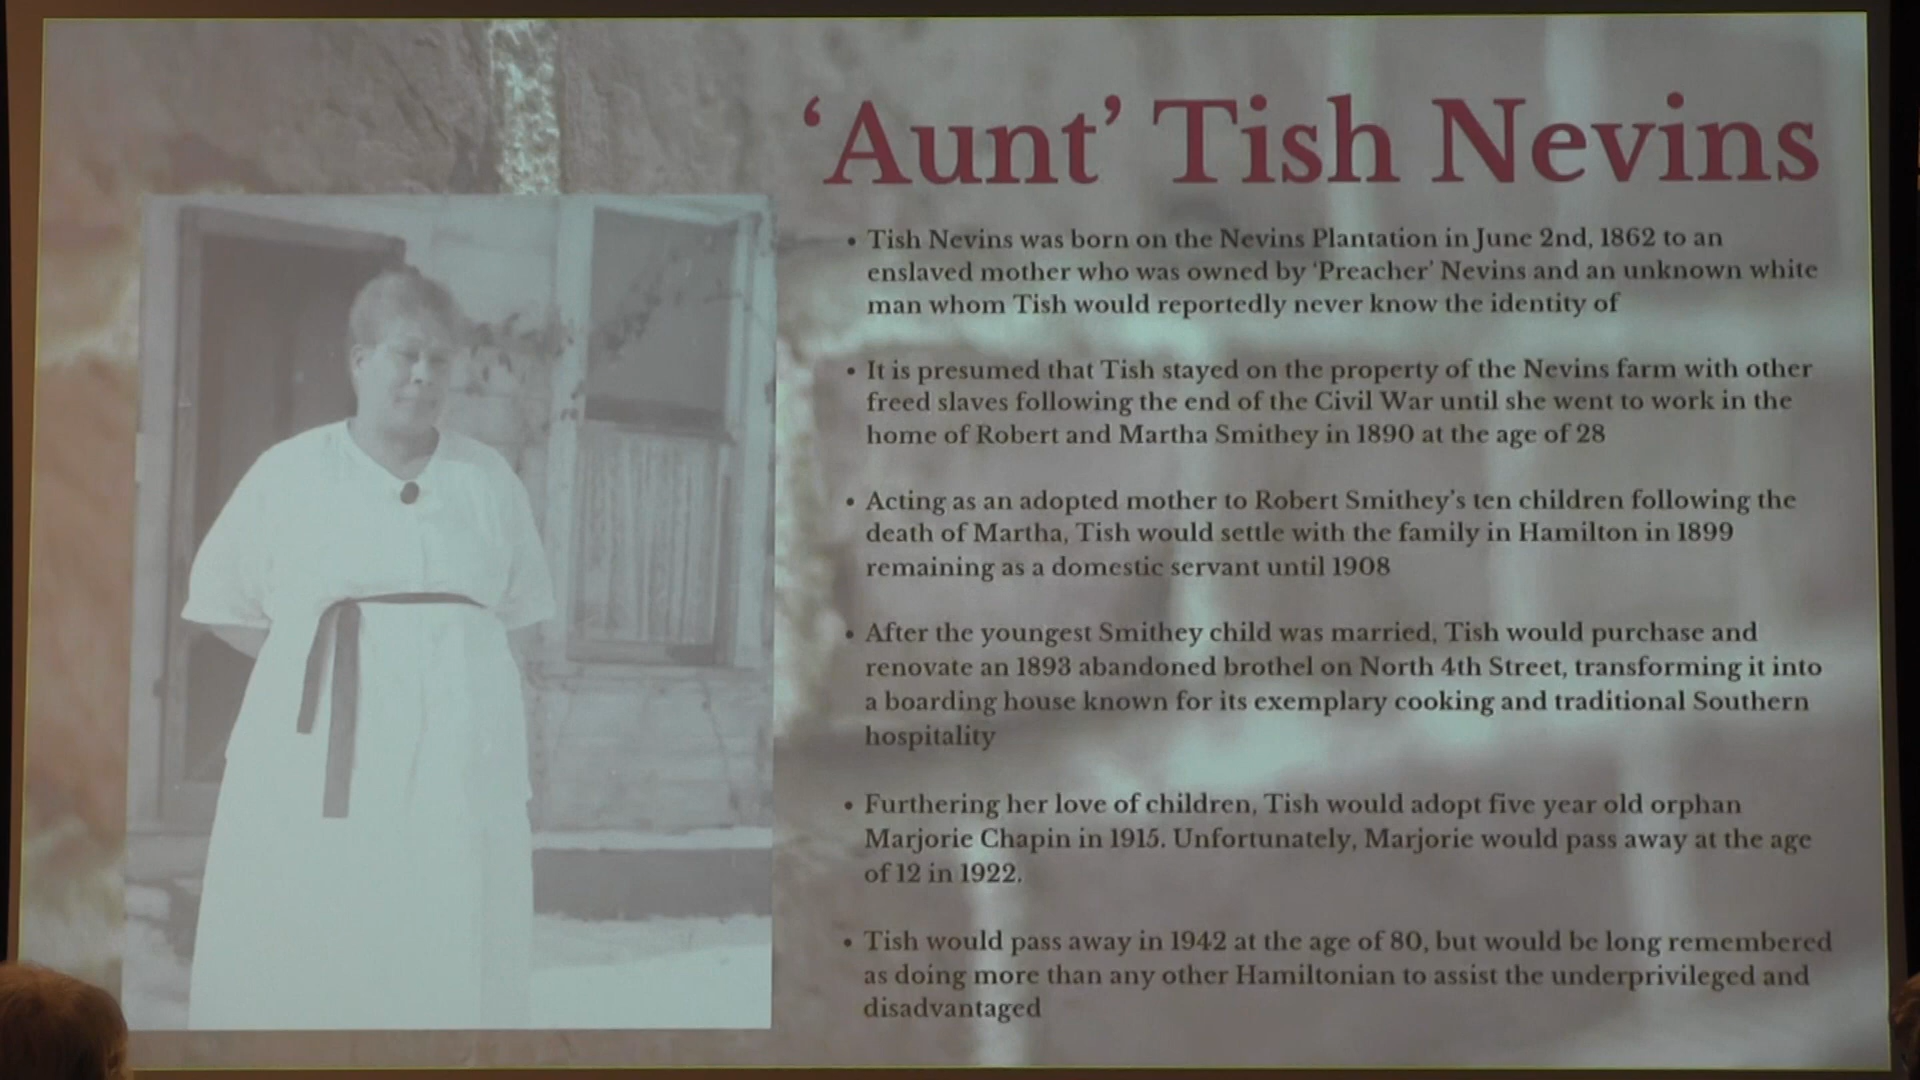 ‘Aunt’ Tish Nevins
• Tish Nevins was born on the Nevins Plantation in June 2nd, 1862 to an
enslaved mother who was owned by ‘Preacher’ Nevins and an unknown white
man whom Tish would reportedly never know the identity of
• It is presumed that Tish stayed on the property of the Nevins farm with other
freed slaves following the end of the Civil War until she went to work in the
home of Robert and Martha Smithey in 1890 at the age of 28
• Acting as an adopted mother to Robert Smithey’s ten children following the
death of Martha, Tish would settle with the family in Hamilton in 1899
remaining as a domestic servant until 1908
• After the youngest Smithey child was married, Tish would purchase and
renovate an 1893 abandoned brothel on North 4th Street, transforming it into
a boarding house known for its exemplary cooking and traditional Southern
hospitality
• Furthering her love of children, Tish would adopt five year old orphan
Marjorie Chapin in 1915. Unfortunately, Marjorie would pass away at the age
of 12 in 1922.
• Tish would pass away in 1942 at the age of 80, but would be long remembered
as doing more than any other Hamiltonian to assist the underprivileged and
disadvantaged